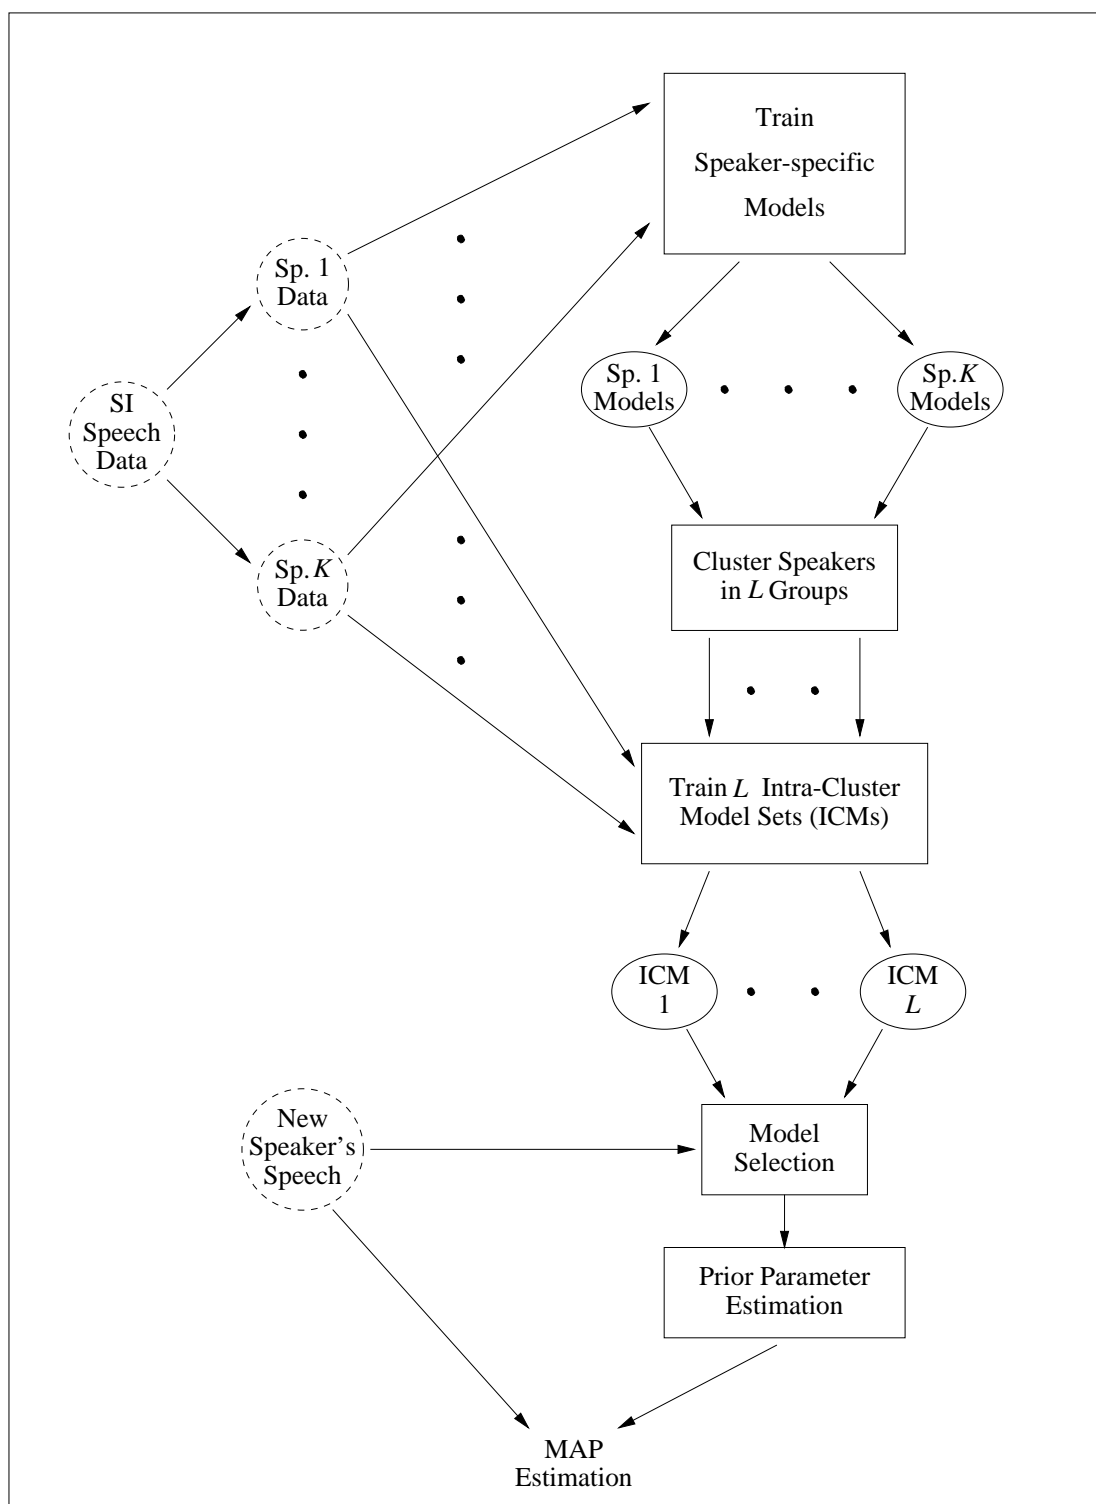 Train
Speaker-specific
Models
Sp. 1
Data
Sp. 1
Models
Sp. K
Models
SI
Speech
Data
Sp. K
Data
Cluster Speakers
in L Groups
Train L Intra-Cluster
Model Sets (ICMs)
ICM
1
ICM
L
New
Speaker's
Speech
Model
Selection
Prior Parameter
Estimation
MAP
Estimation